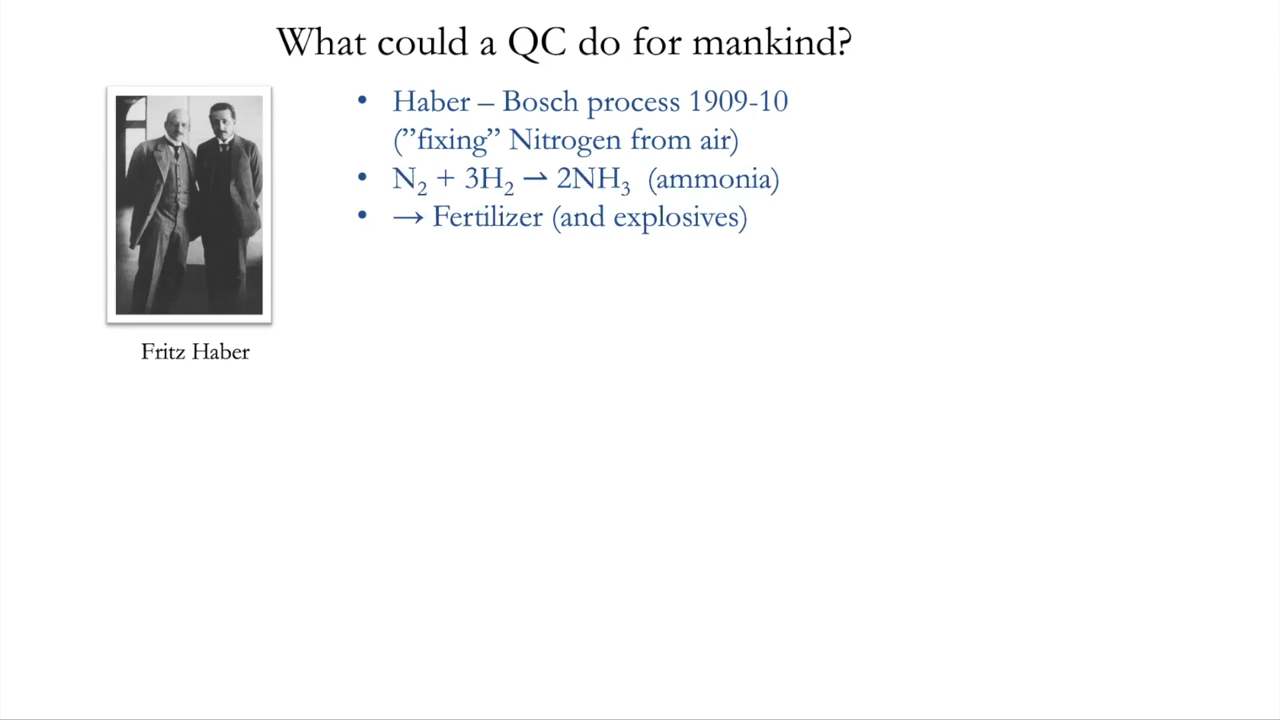 What could a QC do for mankind?
• Haber – Bosch process 1909-10
(”fixing” Nitrogen from air)
• N₂ + 3H₂ ⇀ 2NH₃ (ammonia)
• → Fertilizer (and explosives)
Fritz Haber